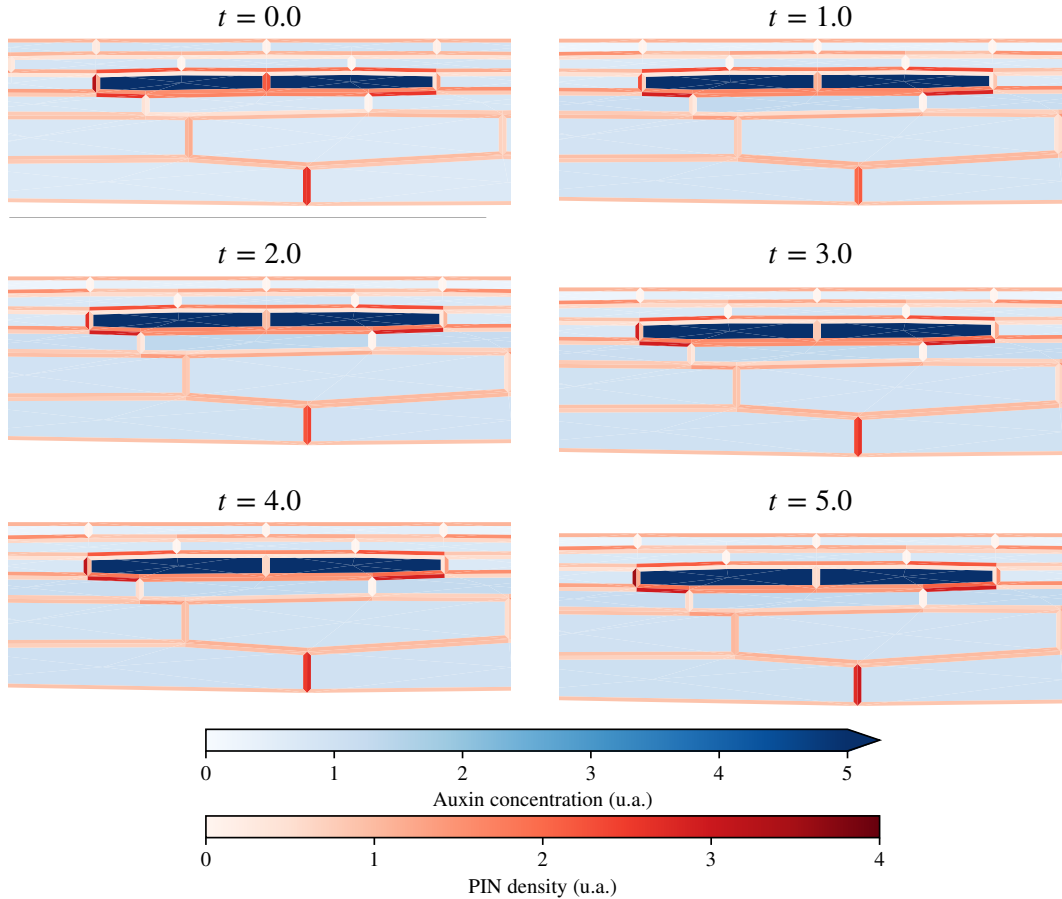 t = 0.0
t = 1.0
t = 2.0
t = 3.0
t = 4.0
t = 5.0
0 1 2 3 4 5
Auxin concentration (u.a.)
0 1 2 3 4
PIN density (u.a.)